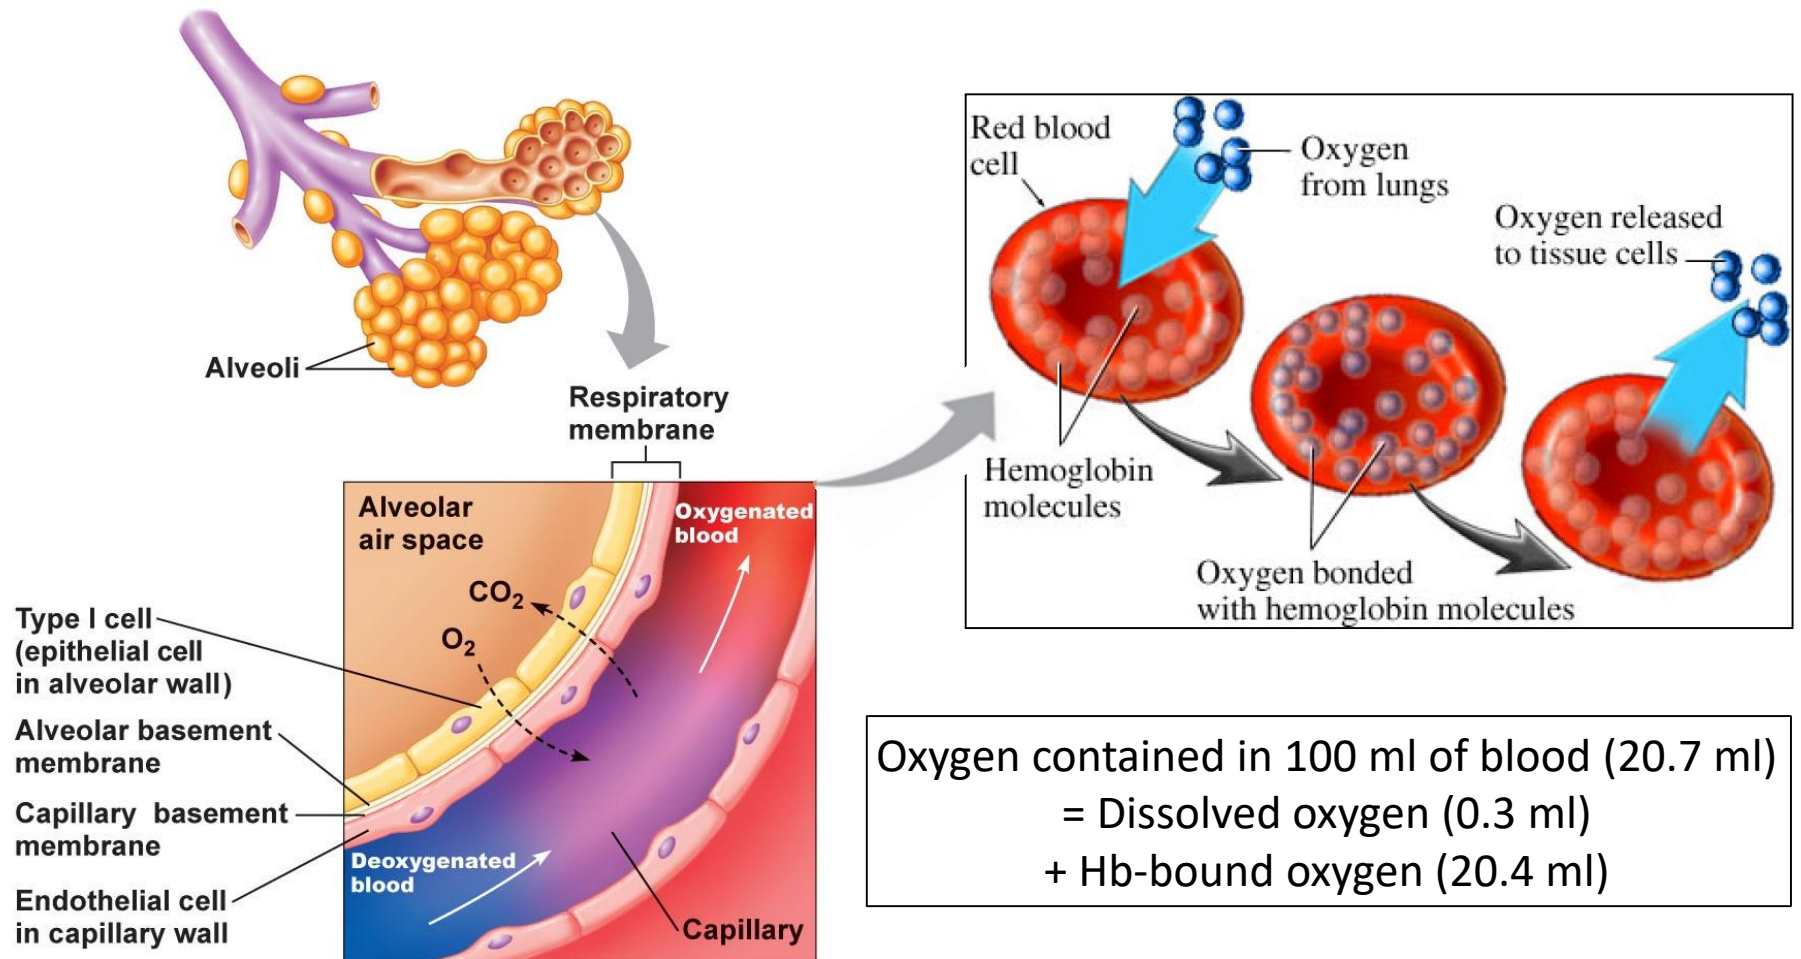 Alveoli
Respiratory
membrane
Alveolar
air space
Oxygenated
blood
CO₂
O₂
Type I cell
(epithelial cell
in alveolar wall)
Alveolar basement
membrane
Capillary basement
membrane
Endothelial cell
in capillary wall
Deoxygenated
blood
Capillary
Red blood
cell
Oxygen
from lungs
Oxygen released
to tissue cells
Hemoglobin
molecules
Oxygen bonded
with hemoglobin molecules
Oxygen contained in 100 ml of blood (20.7 ml)
= Dissolved oxygen (0.3 ml)
+ Hb-bound oxygen (20.4 ml)